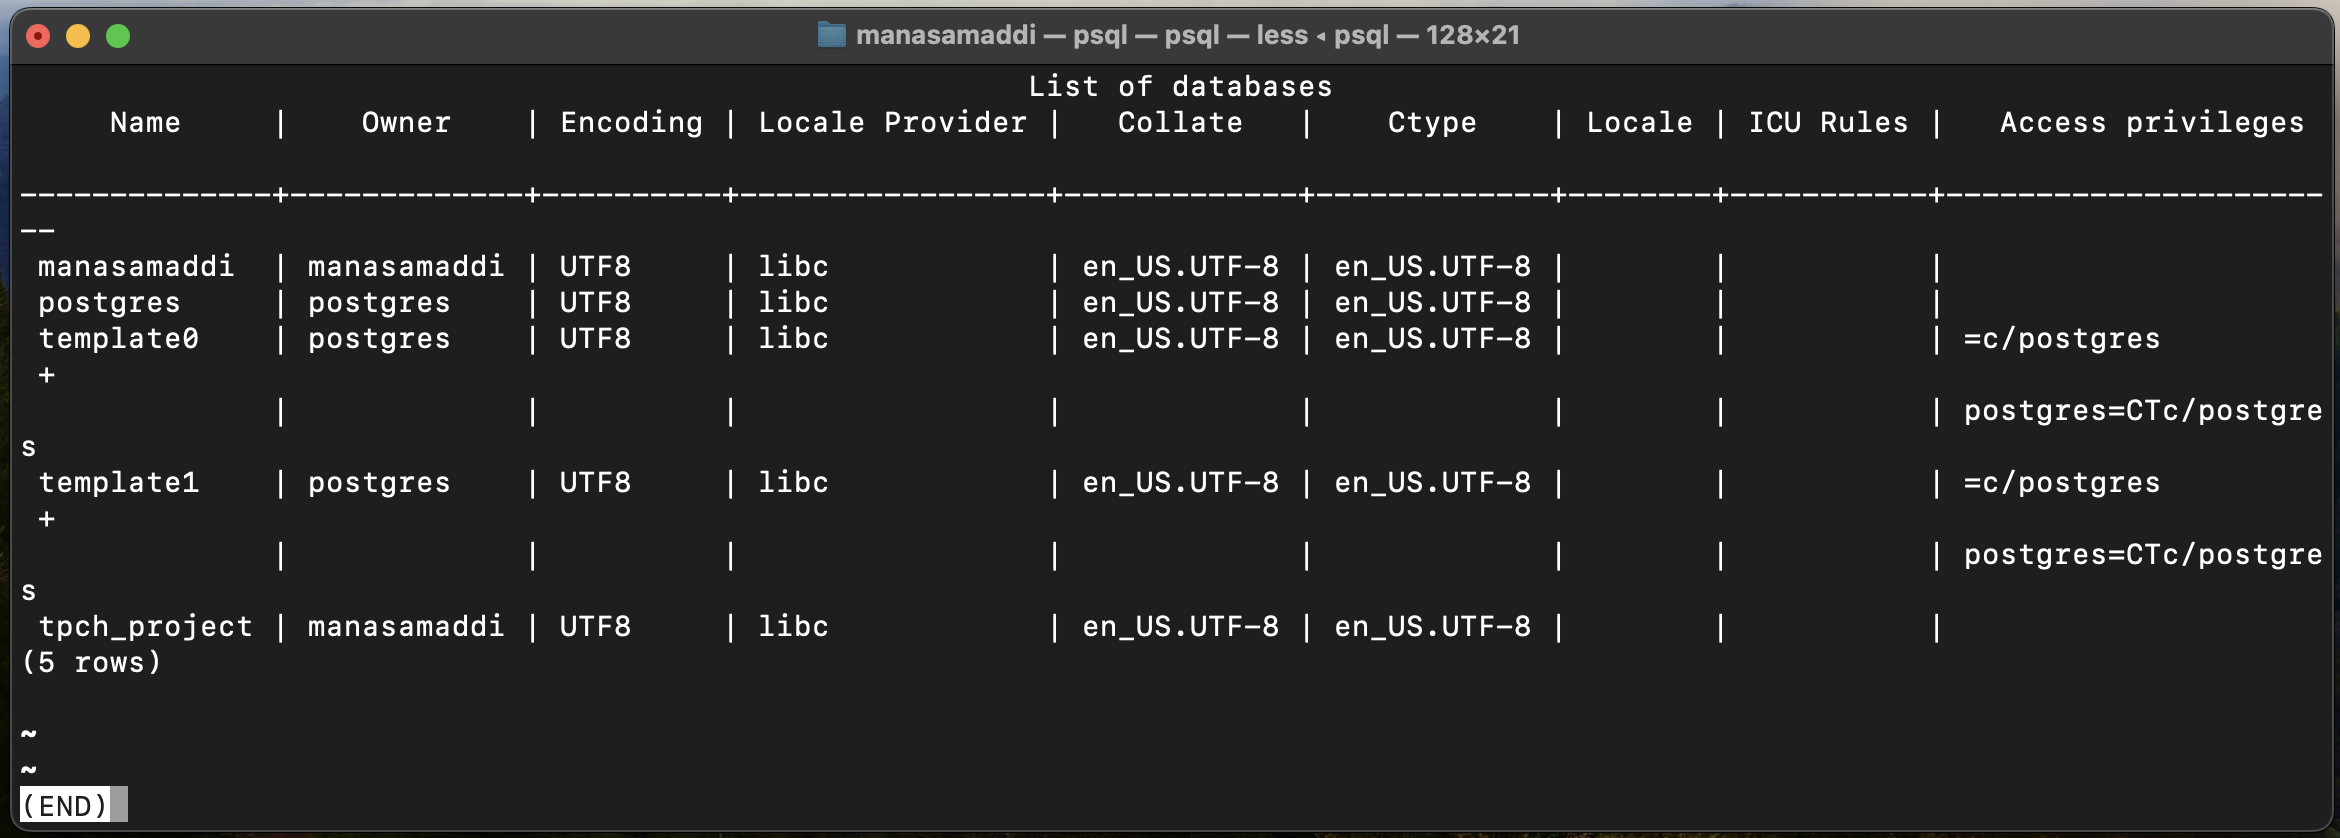 manasamaddi — psql — psql — less ◂ psql — 128×21
List of databases
Name | Owner | Encoding | Locale Provider | Collate | Ctype | Locale | ICU Rules | Access privileges
--------------+-------------+----------+-----------------+-------------+-------------+--------+-----------+---------------------
--
manasamaddi | manasamaddi | UTF8 | libc | en_US.UTF-8 | en_US.UTF-8 | | |
postgres | postgres | UTF8 | libc | en_US.UTF-8 | en_US.UTF-8 | | |
template0 | postgres | UTF8 | libc | en_US.UTF-8 | en_US.UTF-8 | | | =c/postgres
+
| | | | | | | | postgres=CTc/postgre
s
template1 | postgres | UTF8 | libc | en_US.UTF-8 | en_US.UTF-8 | | | =c/postgres
+
| | | | | | | | postgres=CTc/postgre
s
tpch_project | manasamaddi | UTF8 | libc | en_US.UTF-8 | en_US.UTF-8 | | |
(5 rows)
~
~
(END)